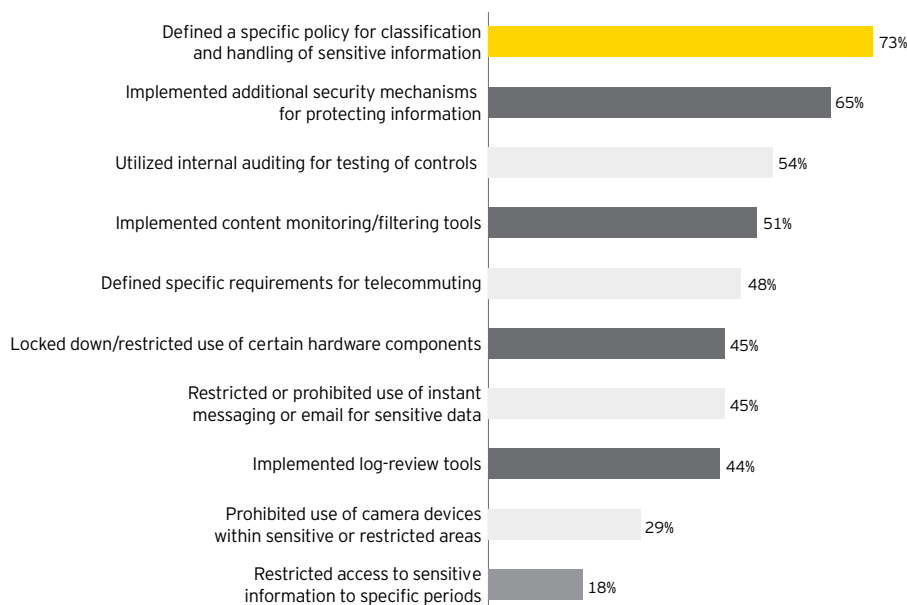 Defined a specific policy for classification
and handling of sensitive information
73%
Implemented additional security mechanisms
for protecting information
65%
Utilized internal auditing for testing of controls
54%
Implemented content monitoring/filtering tools
51%
Defined specific requirements for telecommuting
48%
Locked down/restricted use of certain hardware components
45%
Restricted or prohibited use of instant
messaging or email for sensitive data
45%
Implemented log-review tools
44%
Prohibited use of camera devices
within sensitive or restricted areas
29%
Restricted access to sensitive
information to specific periods
18%